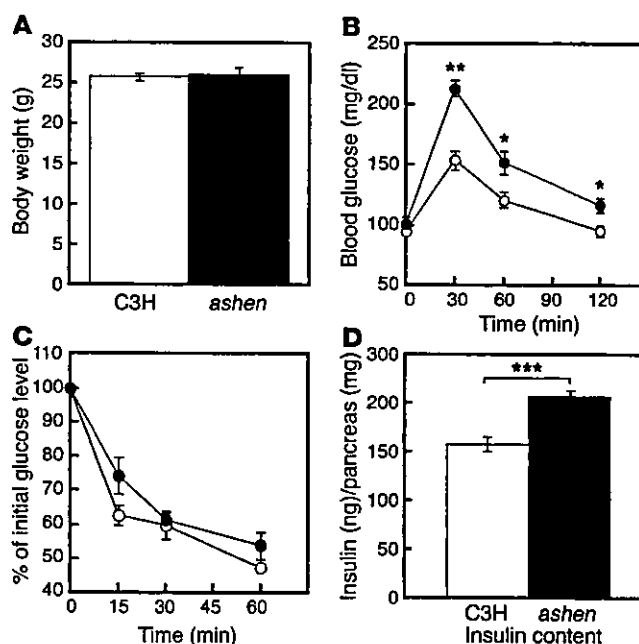 A
Body weight (g)
30
25
20
15
10
5
0
C3H ashen
B
Blood glucose (mg/dl)
250
200
150
100
50
**
*
*
0 30 60 90 120
Time (min)
C
% of initial glucose level
110
100
90
80
70
60
50
40
0 15 30 45 60
Time (min)
D
Insulin (ng)/pancreas (mg)
300
200
150
100
50
0
***
C3H ashen
Insulin content